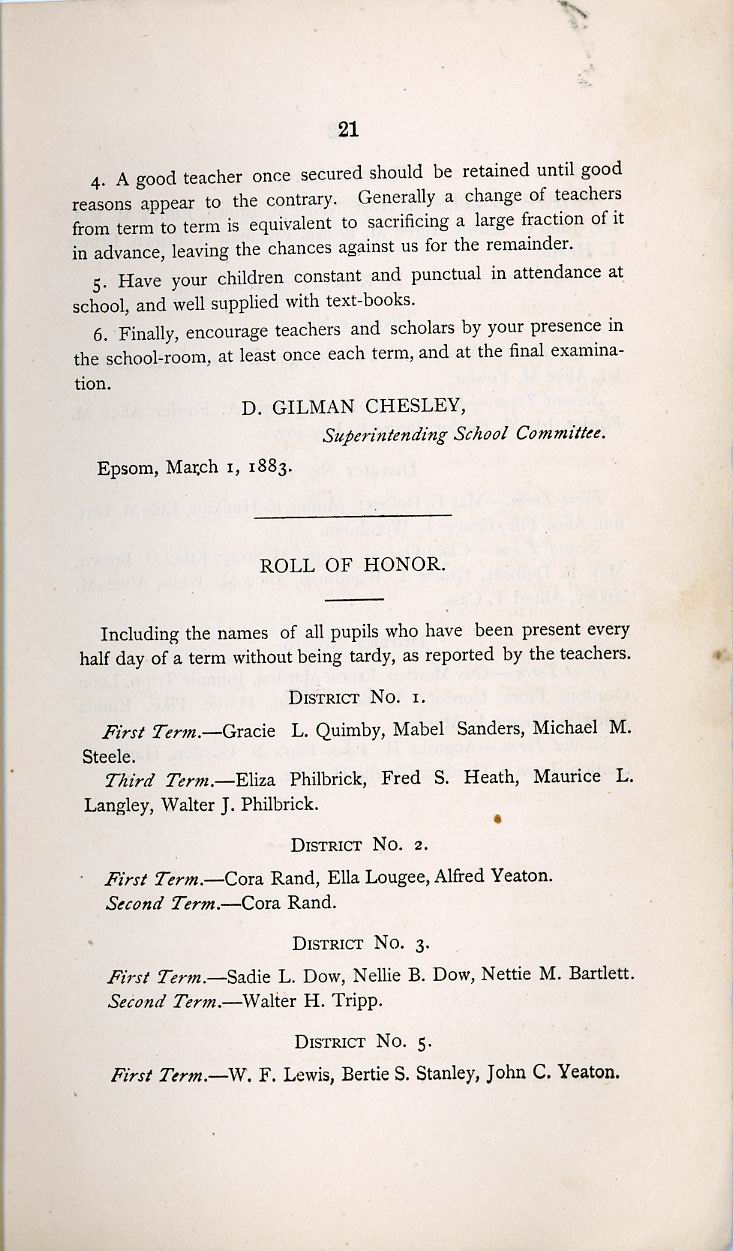 21
4. A good teacher once secured should be retained until good
reasons appear to the contrary. Generally a change of teachers
from term to term is equivalent to sacrificing a large fraction of it
in advance, leaving the chances against us for the remainder.
5. Have your children constant and punctual in attendance at
school, and well supplied with text-books.
6. Finally, encourage teachers and scholars by your presence in
the school-room, at least once each term, and at the final examina-
tion.
D. GILMAN CHESLEY,
Superintending School Committee.
Epsom, March 1, 1883.
ROLL OF HONOR.
Including the names of all pupils who have been present every
half day of a term without being tardy, as reported by the teachers.
DISTRICT NO. 1.
First Term.—Gracie L. Quimby, Mabel Sanders, Michael M.
Steele.
Third Term.—Eliza Philbrick, Fred S. Heath, Maurice L.
Langley, Walter J. Philbrick.
DISTRICT NO. 2.
First Term.—Cora Rand, Ella Lougee, Alfred Yeaton.
Second Term.—Cora Rand.
DISTRICT NO. 3.
First Term.—Sadie L. Dow, Nellie B. Dow, Nettie M. Bartlett.
Second Term.—Walter H. Tripp.
DISTRICT NO. 5.
First Term.—W. F. Lewis, Bertie S. Stanley, John C. Yeaton.